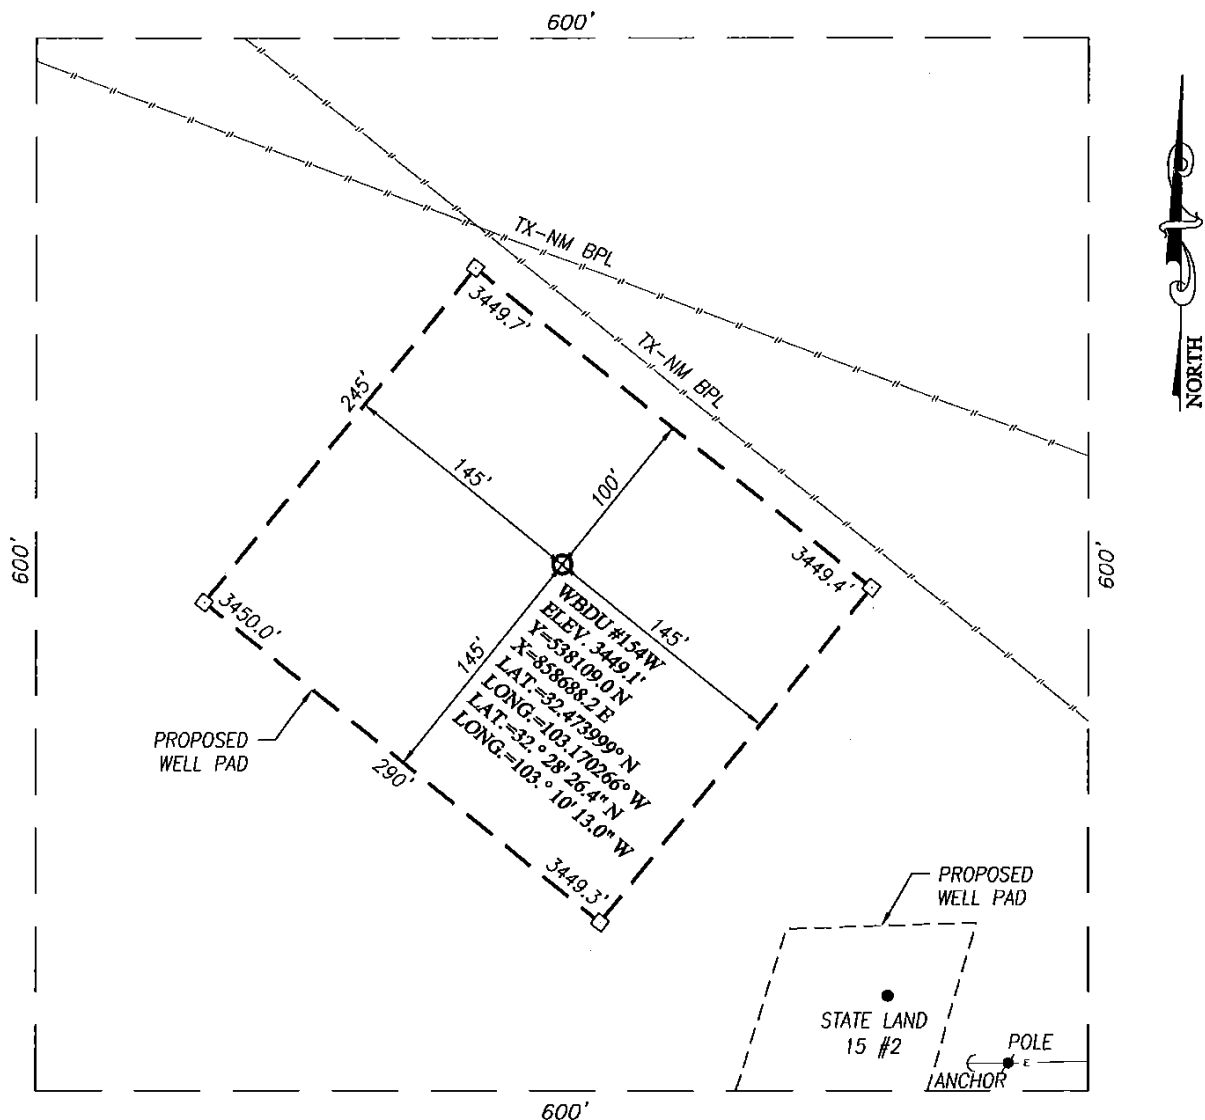 600'
TX-NM BPL
NORTH
3449.7'
TX-NM BPL
245'
145'
100'
600'
600'
3449.4'
3450.0'
WBDU #154W
ELEV. 3449.1'
Y=538109.0 N
X=858688.2 E
LAT.=32.473999° N
LONG.=103.170266° W
LAT.=32.° 28' 26.4" N
LONG.=103.° 10' 13.0" W
145'
145'
PROPOSED
WELL PAD
290'
3449.3'
PROPOSED
WELL PAD
STATE LAND
15 #2
POLE
E
ANCHOR
600'